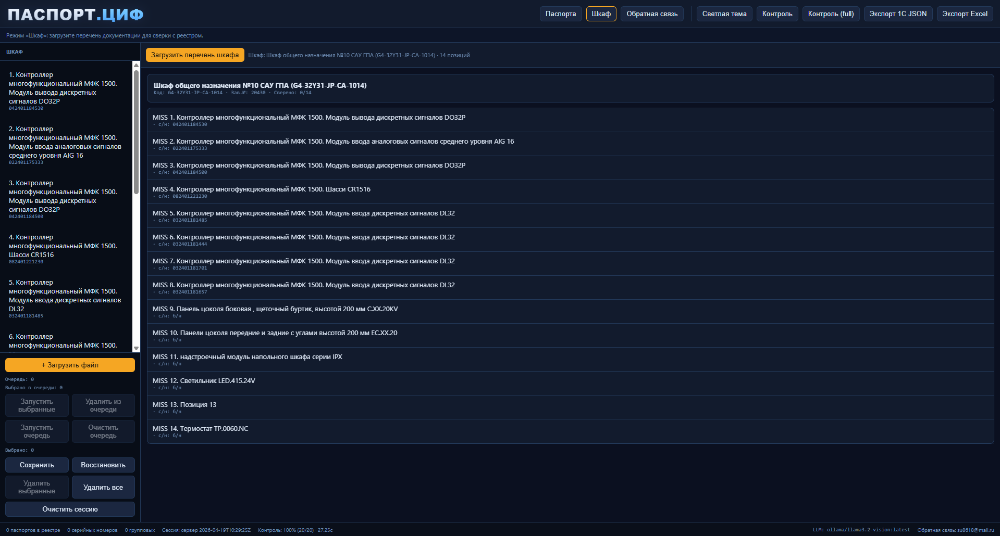 ПАСПОРТ.ЦИФ
Паспорта
Шкаф
Обратная связь
Светлая тема
Контроль
Контроль (full)
Экспорт 1С JSON
Экспорт Excel
Режим «Шкаф»: загрузите перечень документации для сверки с реестром.
ШКАФ
1. Контроллер
многофункциональный МФК 1500.
Модуль вывода дискретных
сигналов DO32P
042401184530
2. Контроллер
многофункциональный МФК 1500.
Модуль ввода аналоговых сигналов
среднего уровня AIG 16
022401175333
3. Контроллер
многофункциональный МФК 1500.
Модуль вывода дискретных
сигналов DO32P
042401184500
4. Контроллер
многофункциональный МФК 1500.
Шасси CR1516
082401221230
5. Контроллер
многофункциональный МФК 1500.
Модуль ввода дискретных сигналов
DL32
032401181485
6. Контроллер
многофункциональный МФК 1500.
+ Загрузить файл
Очередь: 0
Выбрано в очереди: 0
Запустить
выбранные
Удалить из
очереди
Запустить
очередь
Очистить
очередь
Выбрано: 0
Сохранить
Восстановить
Удалить
выбранные
Удалить все
Очистить сессию
Загрузить перечень шкафа
Шкаф: Шкаф общего назначения №10 САУ ГПА (G4-32Y31-JP-CA-1014) · 14 позиций
Шкаф общего назначения №10 САУ ГПА (G4-32Y31-JP-CA-1014)
Код: G4-32Y31-JP-CA-1014 · Зав.№: 20430 · Сверено: 0/14
MISS 1. Контроллер многофункциональный МФК 1500. Модуль вывода дискретных сигналов DO32P
· с/н: 042401184530
MISS 2. Контроллер многофункциональный МФК 1500. Модуль ввода аналоговых сигналов среднего уровня AIG 16
· с/н: 022401175333
MISS 3. Контроллер многофункциональный МФК 1500. Модуль вывода дискретных сигналов DO32P
· с/н: 042401184500
MISS 4. Контроллер многофункциональный МФК 1500. Шасси CR1516
· с/н: 082401221230
MISS 5. Контроллер многофункциональный МФК 1500. Модуль ввода дискретных сигналов DL32
· с/н: 032401181485
MISS 6. Контроллер многофункциональный МФК 1500. Модуль ввода дискретных сигналов DL32
· с/н: 032401181444
MISS 7. Контроллер многофункциональный МФК 1500. Модуль ввода дискретных сигналов DL32
· с/н: 032401181701
MISS 8. Контроллер многофункциональный МФК 1500. Модуль ввода дискретных сигналов DL32
· с/н: 032401181657
MISS 9. Панель цоколя боковая , щеточный буртик, высотой 200 мм C.XX.20KV
· с/н: б/н
MISS 10. Панели цоколя передние и задние с углами высотой 200 мм EC.XX.20
· с/н: б/н
MISS 11. надстроечный модуль напольного шкафа серии IPX
· с/н: б/н
MISS 12. Светильник LED.415.24V
· с/н: б/н
MISS 13. Позиция 13
· с/н: б/н
MISS 14. Термостат TP.0060.NC
· с/н: б/н
0 паспортов в реестре
0 серийных номеров
0 групповых
Сессия: сервер 2026-04-19T10:29:25Z
Контроль: 100% (20/20) · 27.25с
LLM: ollama/llama3.2-vision:latest
Обратная связь: su8618@mail.ru